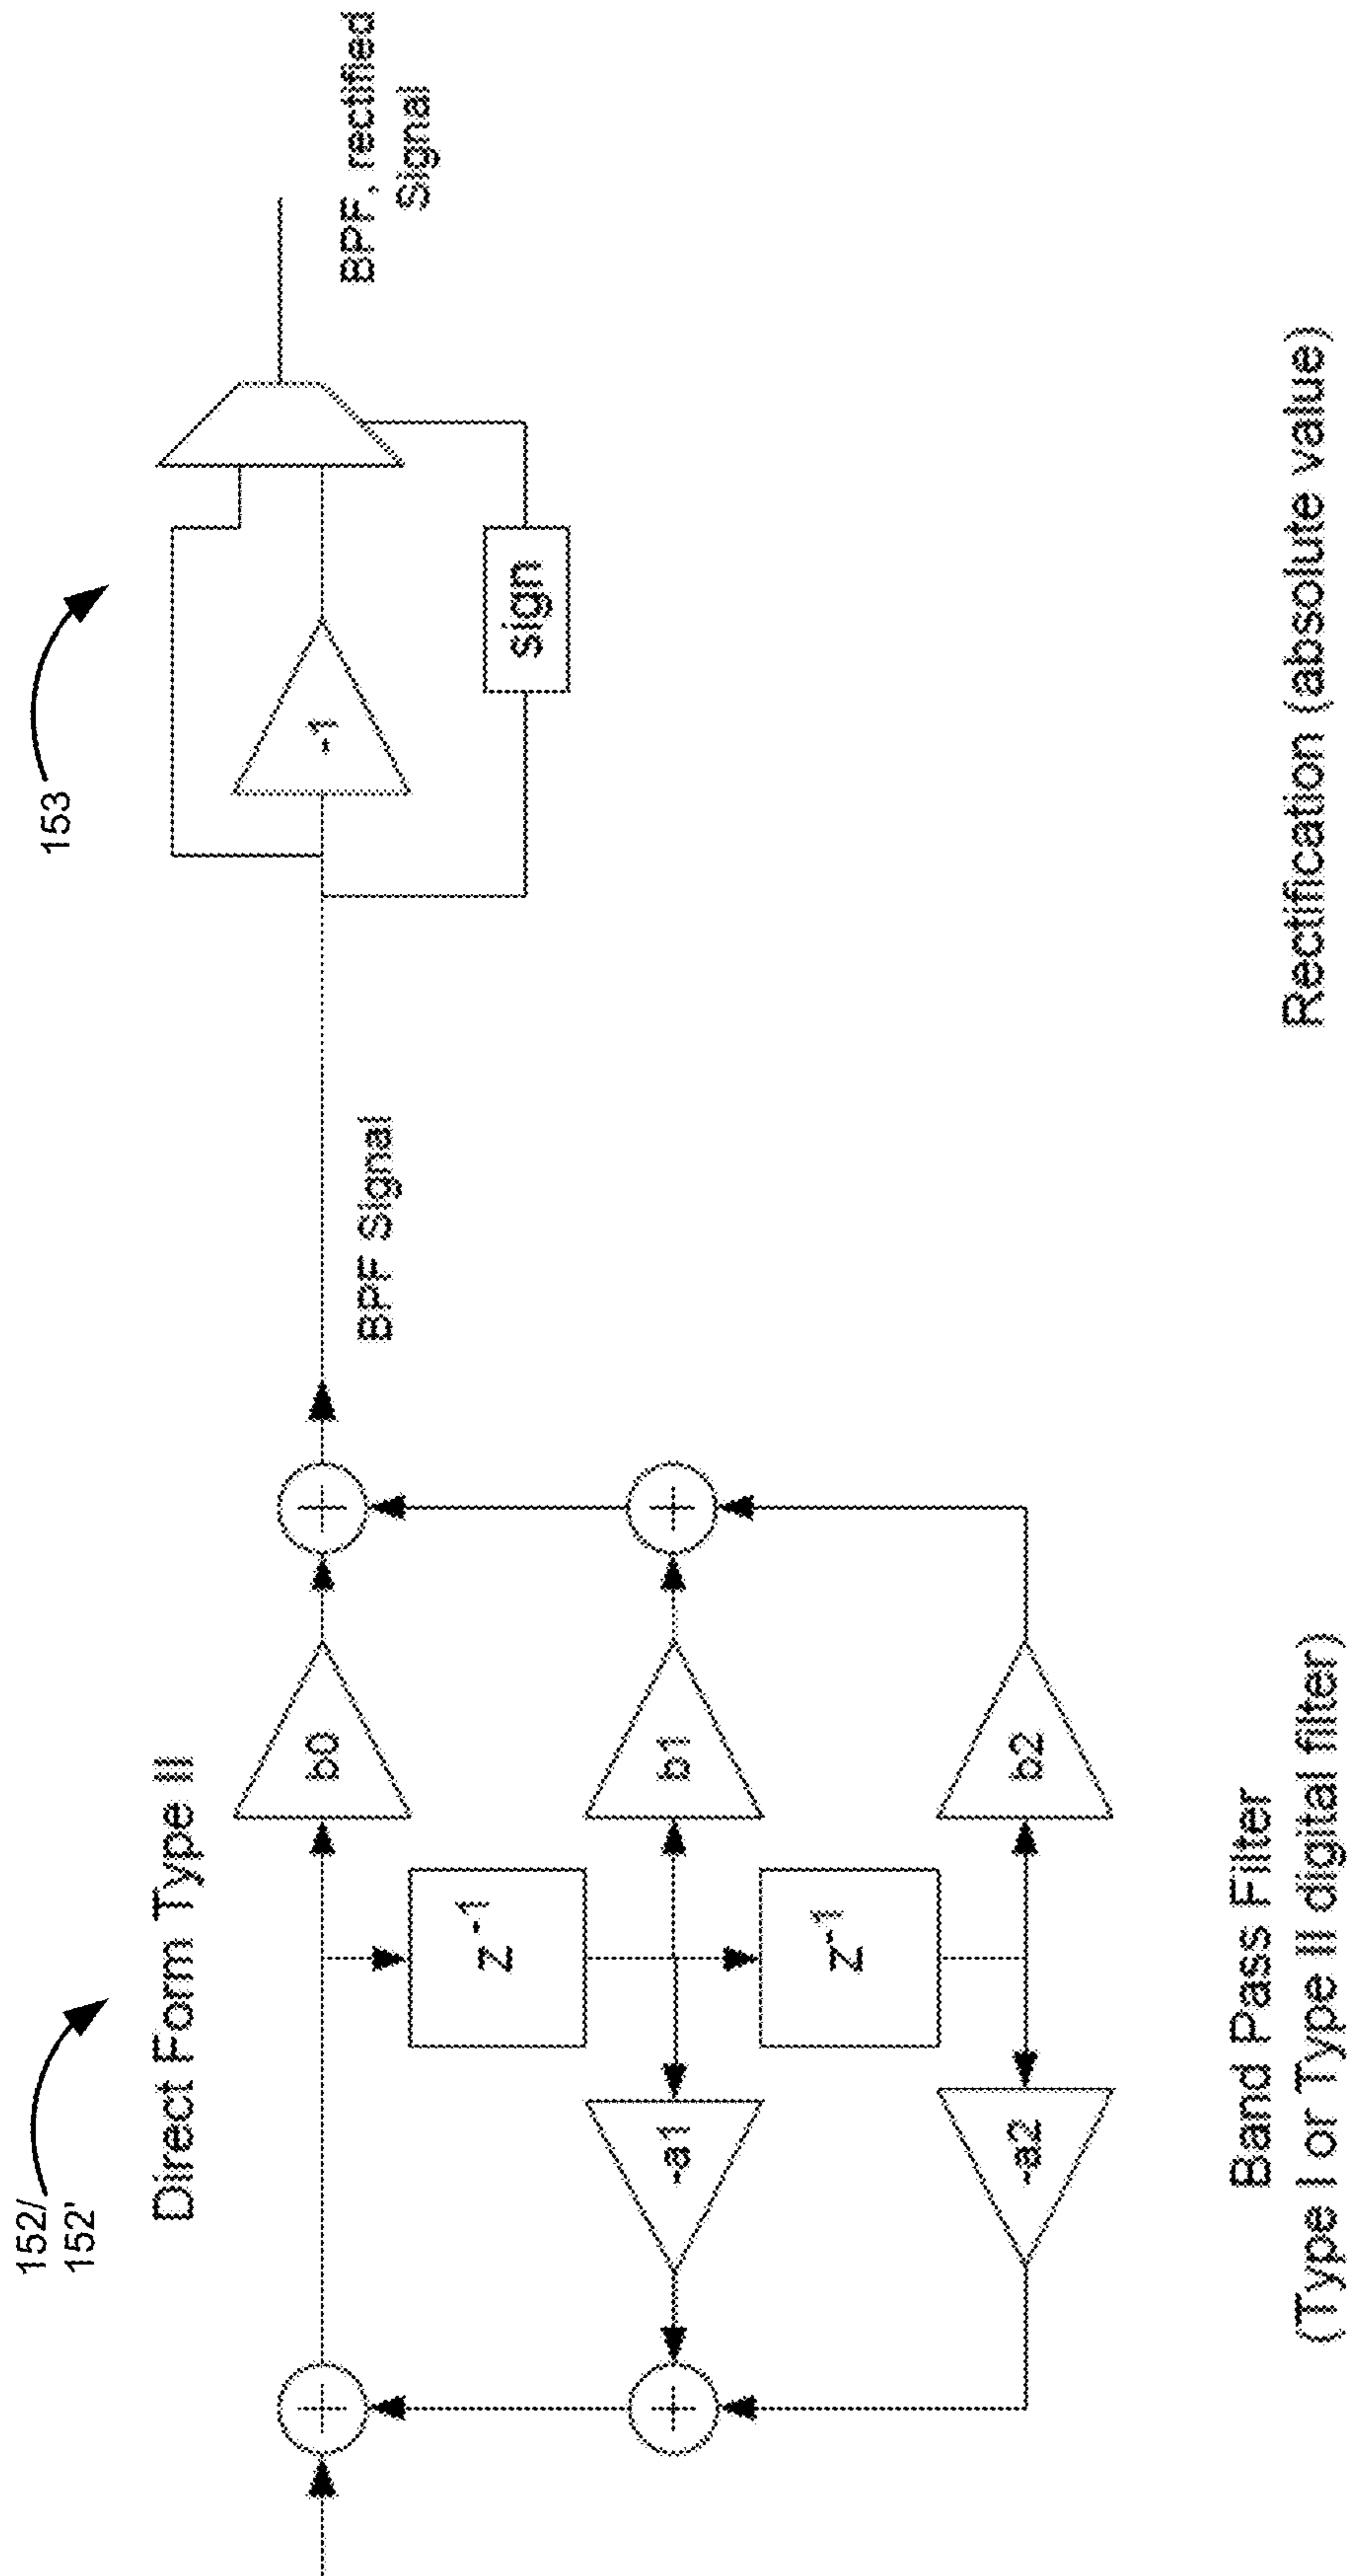 152/
152'
153
Direct Form Type III
b0
-1
BPF, rectified
Signal
BPF Signal
z⁻¹
sign
-a1
b1
z⁻¹
-a2
b2
Band Pass Filter
(Type I or Type II digital filter)
Rectification (absolute value)